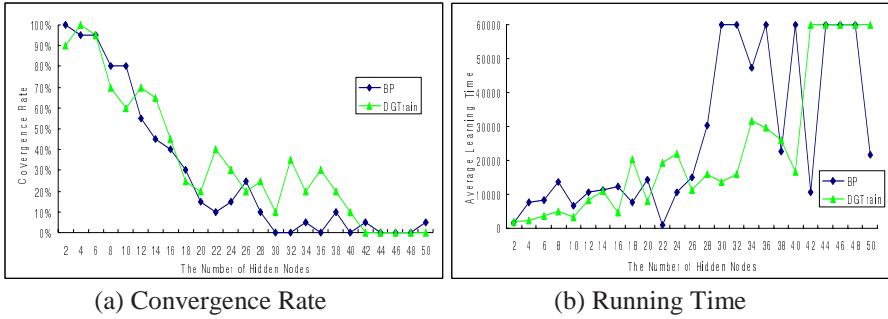 100%
90%
80%
70%
60%
50%
40%
30%
20%
10%
0%
Covergence Rate
BP
DGTrain
2 4 6 8 10 12 14 16 18 20 22 24 26 28 30 32 34 36 38 40 42 44 46 48 50
The Number of Hidden Nodes
(a) Convergence Rate
60000
50000
40000
30000
20000
10000
0
Average Learning Time
BP
DGTrain
2 4 6 8 10 12 14 16 18 20 22 24 26 28 30 32 34 36 38 40 42 44 46 48 50
The Number of Hidden Nodes
(b) Running Time